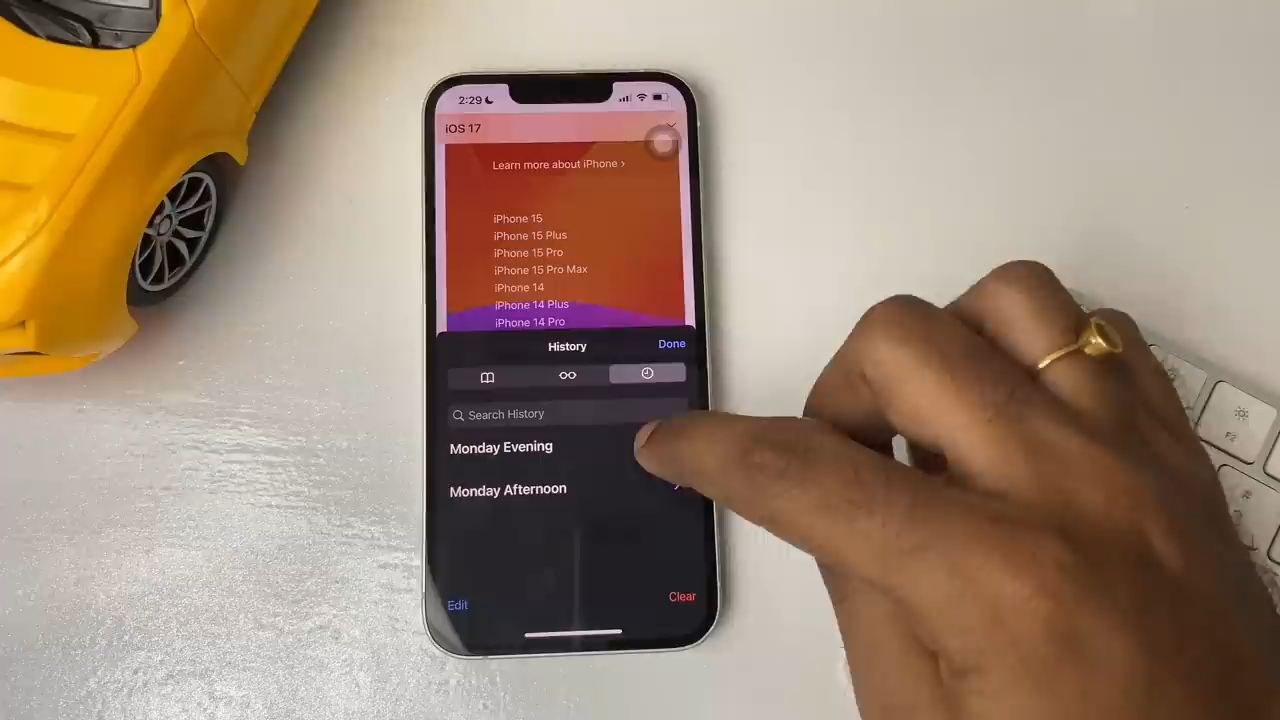 2:29
iOS 17
Learn more about iPhone ›
iPhone 15
iPhone 15 Plus
iPhone 15 Pro
iPhone 15 Pro Max
iPhone 14
iPhone 14 Plus
iPhone 14 Pro
History
Done
Search History
Monday Evening
Monday Afternoon
Edit
Clear
F2